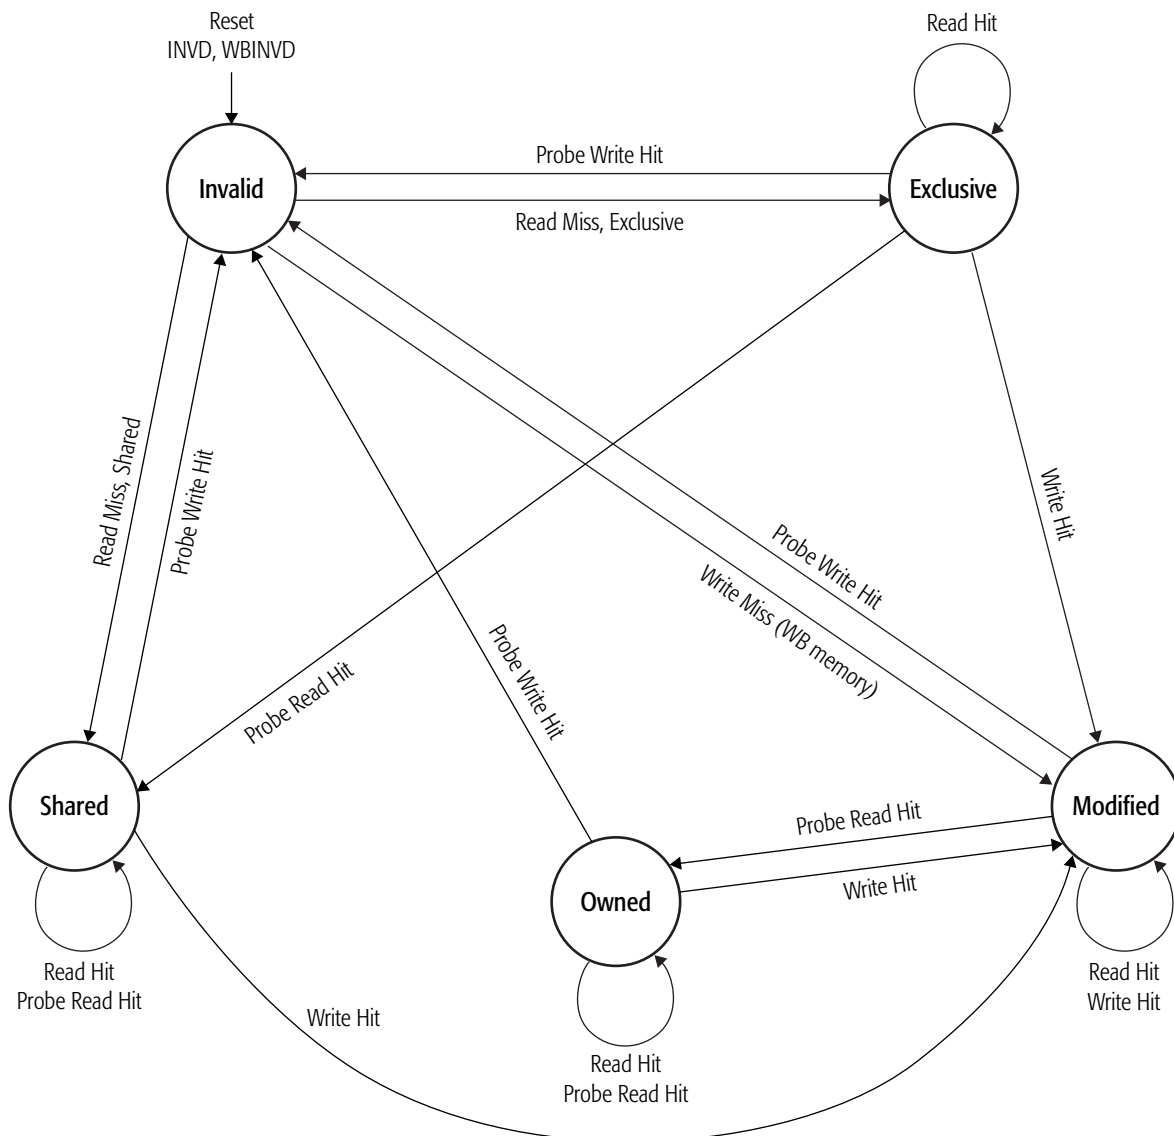 Reset
INVD, WBINVD
Read Hit
Invalid
Probe Write Hit
Exclusive
Read Miss, Exclusive
Read Miss, Shared
Probe Write Hit
Probe Write Hit
Write Miss (WB memory)
Write Hit
Probe Write Hit
Probe Read Hit
Shared
Probe Read Hit
Modified
Write Hit
Owned
Read Hit
Probe Read Hit
Write Hit
Read Hit
Probe Read Hit
Read Hit
Write Hit